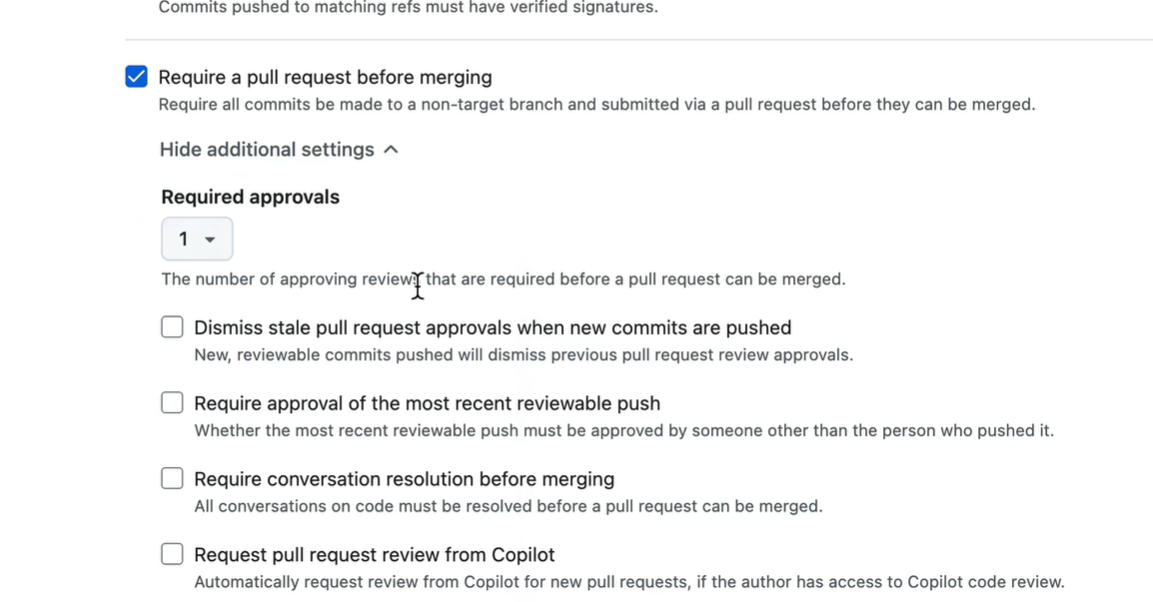 Commits pushed to matching refs must have verified signatures.
Require a pull request before merging
Require all commits be made to a non-target branch and submitted via a pull request before they can be merged.
Hide additional settings
Required approvals
1
The number of approving reviews that are required before a pull request can be merged.
Dismiss stale pull request approvals when new commits are pushed
New, reviewable commits pushed will dismiss previous pull request review approvals.
Require approval of the most recent reviewable push
Whether the most recent reviewable push must be approved by someone other than the person who pushed it.
Require conversation resolution before merging
All conversations on code must be resolved before a pull request can be merged.
Request pull request review from Copilot
Automatically request review from Copilot for new pull requests, if the author has access to Copilot code review.